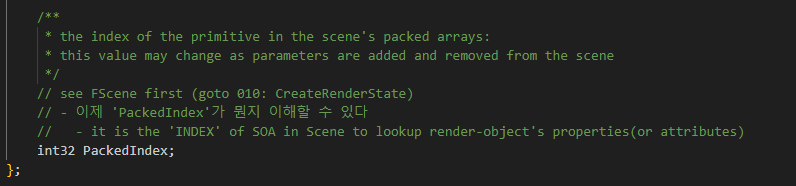 /**
* the index of the primitive in the scene's packed arrays:
* this value may change as parameters are added and removed from the scene
*/
// see FScene first (goto 010: CreateRenderState)
// - 이제 'PackedIndex'가 뭔지 이해할 수 있다
//   - it is the 'INDEX' of SOA in Scene to lookup render-object's properties(or attributes)
int32 PackedIndex;
};